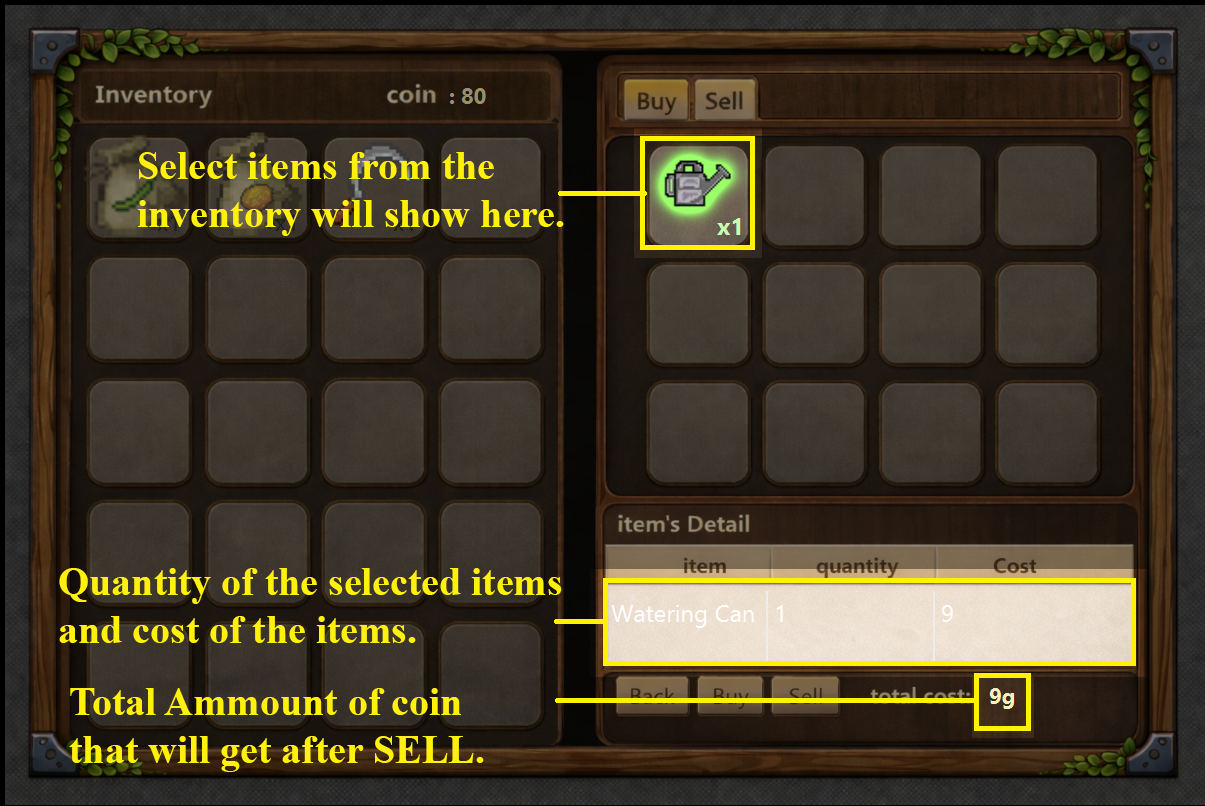 Inventory
coin : 80
Buy
Sell
Select items from the
inventory will show here.
x1
item's Detail
item quantity Cost
Quantity of the selected items
and cost of the items.
Watering Can 1 9
Back Buy Sell total cost: 9g
Total Ammount of coin
that will get after SELL.